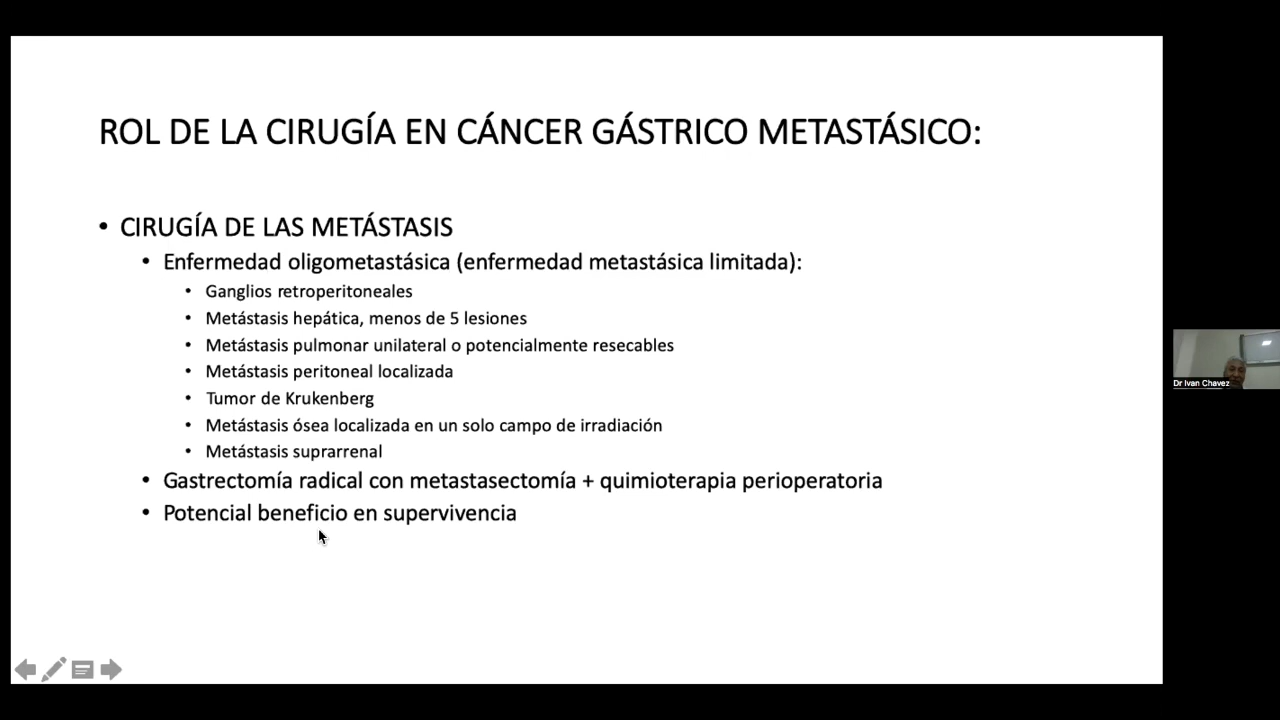 ROL DE LA CIRUGÍA EN CÁNCER GÁSTRICO METASTÁSICO:
• CIRUGÍA DE LAS METÁSTASIS
• Enfermedad oligometastásica (enfermedad metastásica limitada):
• Ganglios retroperitoneales
• Metástasis hepática, menos de 5 lesiones
• Metástasis pulmonar unilateral o potencialmente resecables
• Metástasis peritoneal localizada
• Tumor de Krukenberg
• Metástasis ósea localizada en un solo campo de irradiación
• Metástasis suprarrenal
• Gastrectomía radical con metastasectomía + quimioterapia perioperatoria
• Potencial beneficio en supervivencia
Dr Ivan Chavez